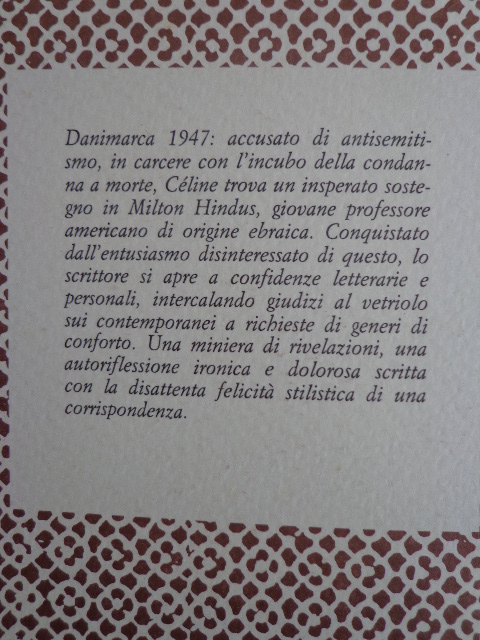 Danimarca 1947: accusato di antisemiti-
smo, in carcere con l'incubo della condan-
na a morte, Céline trova un insperato soste-
gno in Milton Hindus, giovane professore
americano di origine ebraica. Conquistato
dall'entusiasmo disinteressato di questo, lo
scrittore si apre a confidenze letterarie e
personali, intercalando giudizi al vetriolo
sui contemporanei a richieste di generi di
conforto. Una miniera di rivelazioni, una
autoriflessione ironica e dolorosa scritta
con la disattenta felicità stilistica di una
corrispondenza.